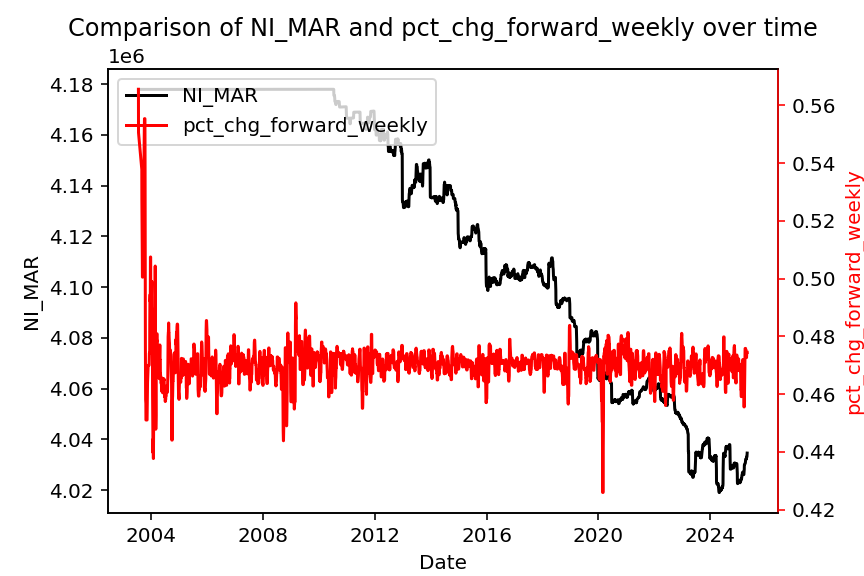 Comparison of NI_MAR and pct_chg_forward_weekly over time
1e6
4.18
4.16
4.14
4.12
4.10
4.08
4.06
4.04
4.02
NI_MAR
NI_MAR
pct_chg_forward_weekly
0.56
0.54
0.52
0.50
0.48
0.46
0.44
0.42
pct_chg_forward_weekly
2004 2008 2012 2016 2020 2024
Date